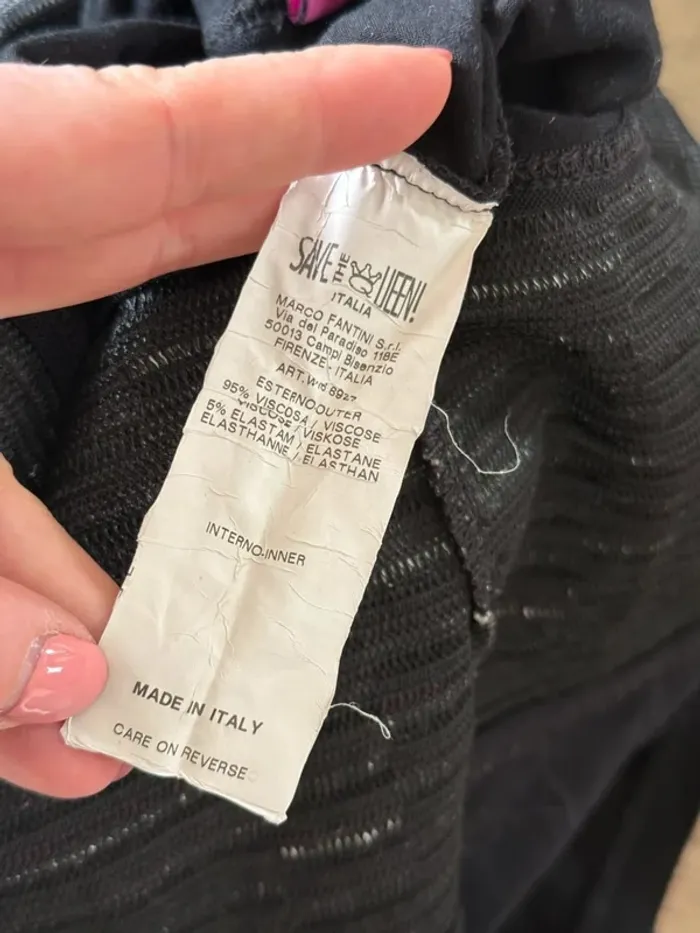 SAVE THE QUEEN!
ITALIA
MARCO FANTINI S.r.l.
Via del Paradiso 118E
50013 Campi Bisenzio
FIRENZE - ITALIA
ART.
ESTERNO:OUTER
95% VISCOSA / VISCOSE
VISCOSE / VISKOSE
5% ELASTAM / ELASTANE
ELASTHANNE / ELASTHAN
INTERNO:INNER
MADE IN ITALY
CARE ON REVERSE